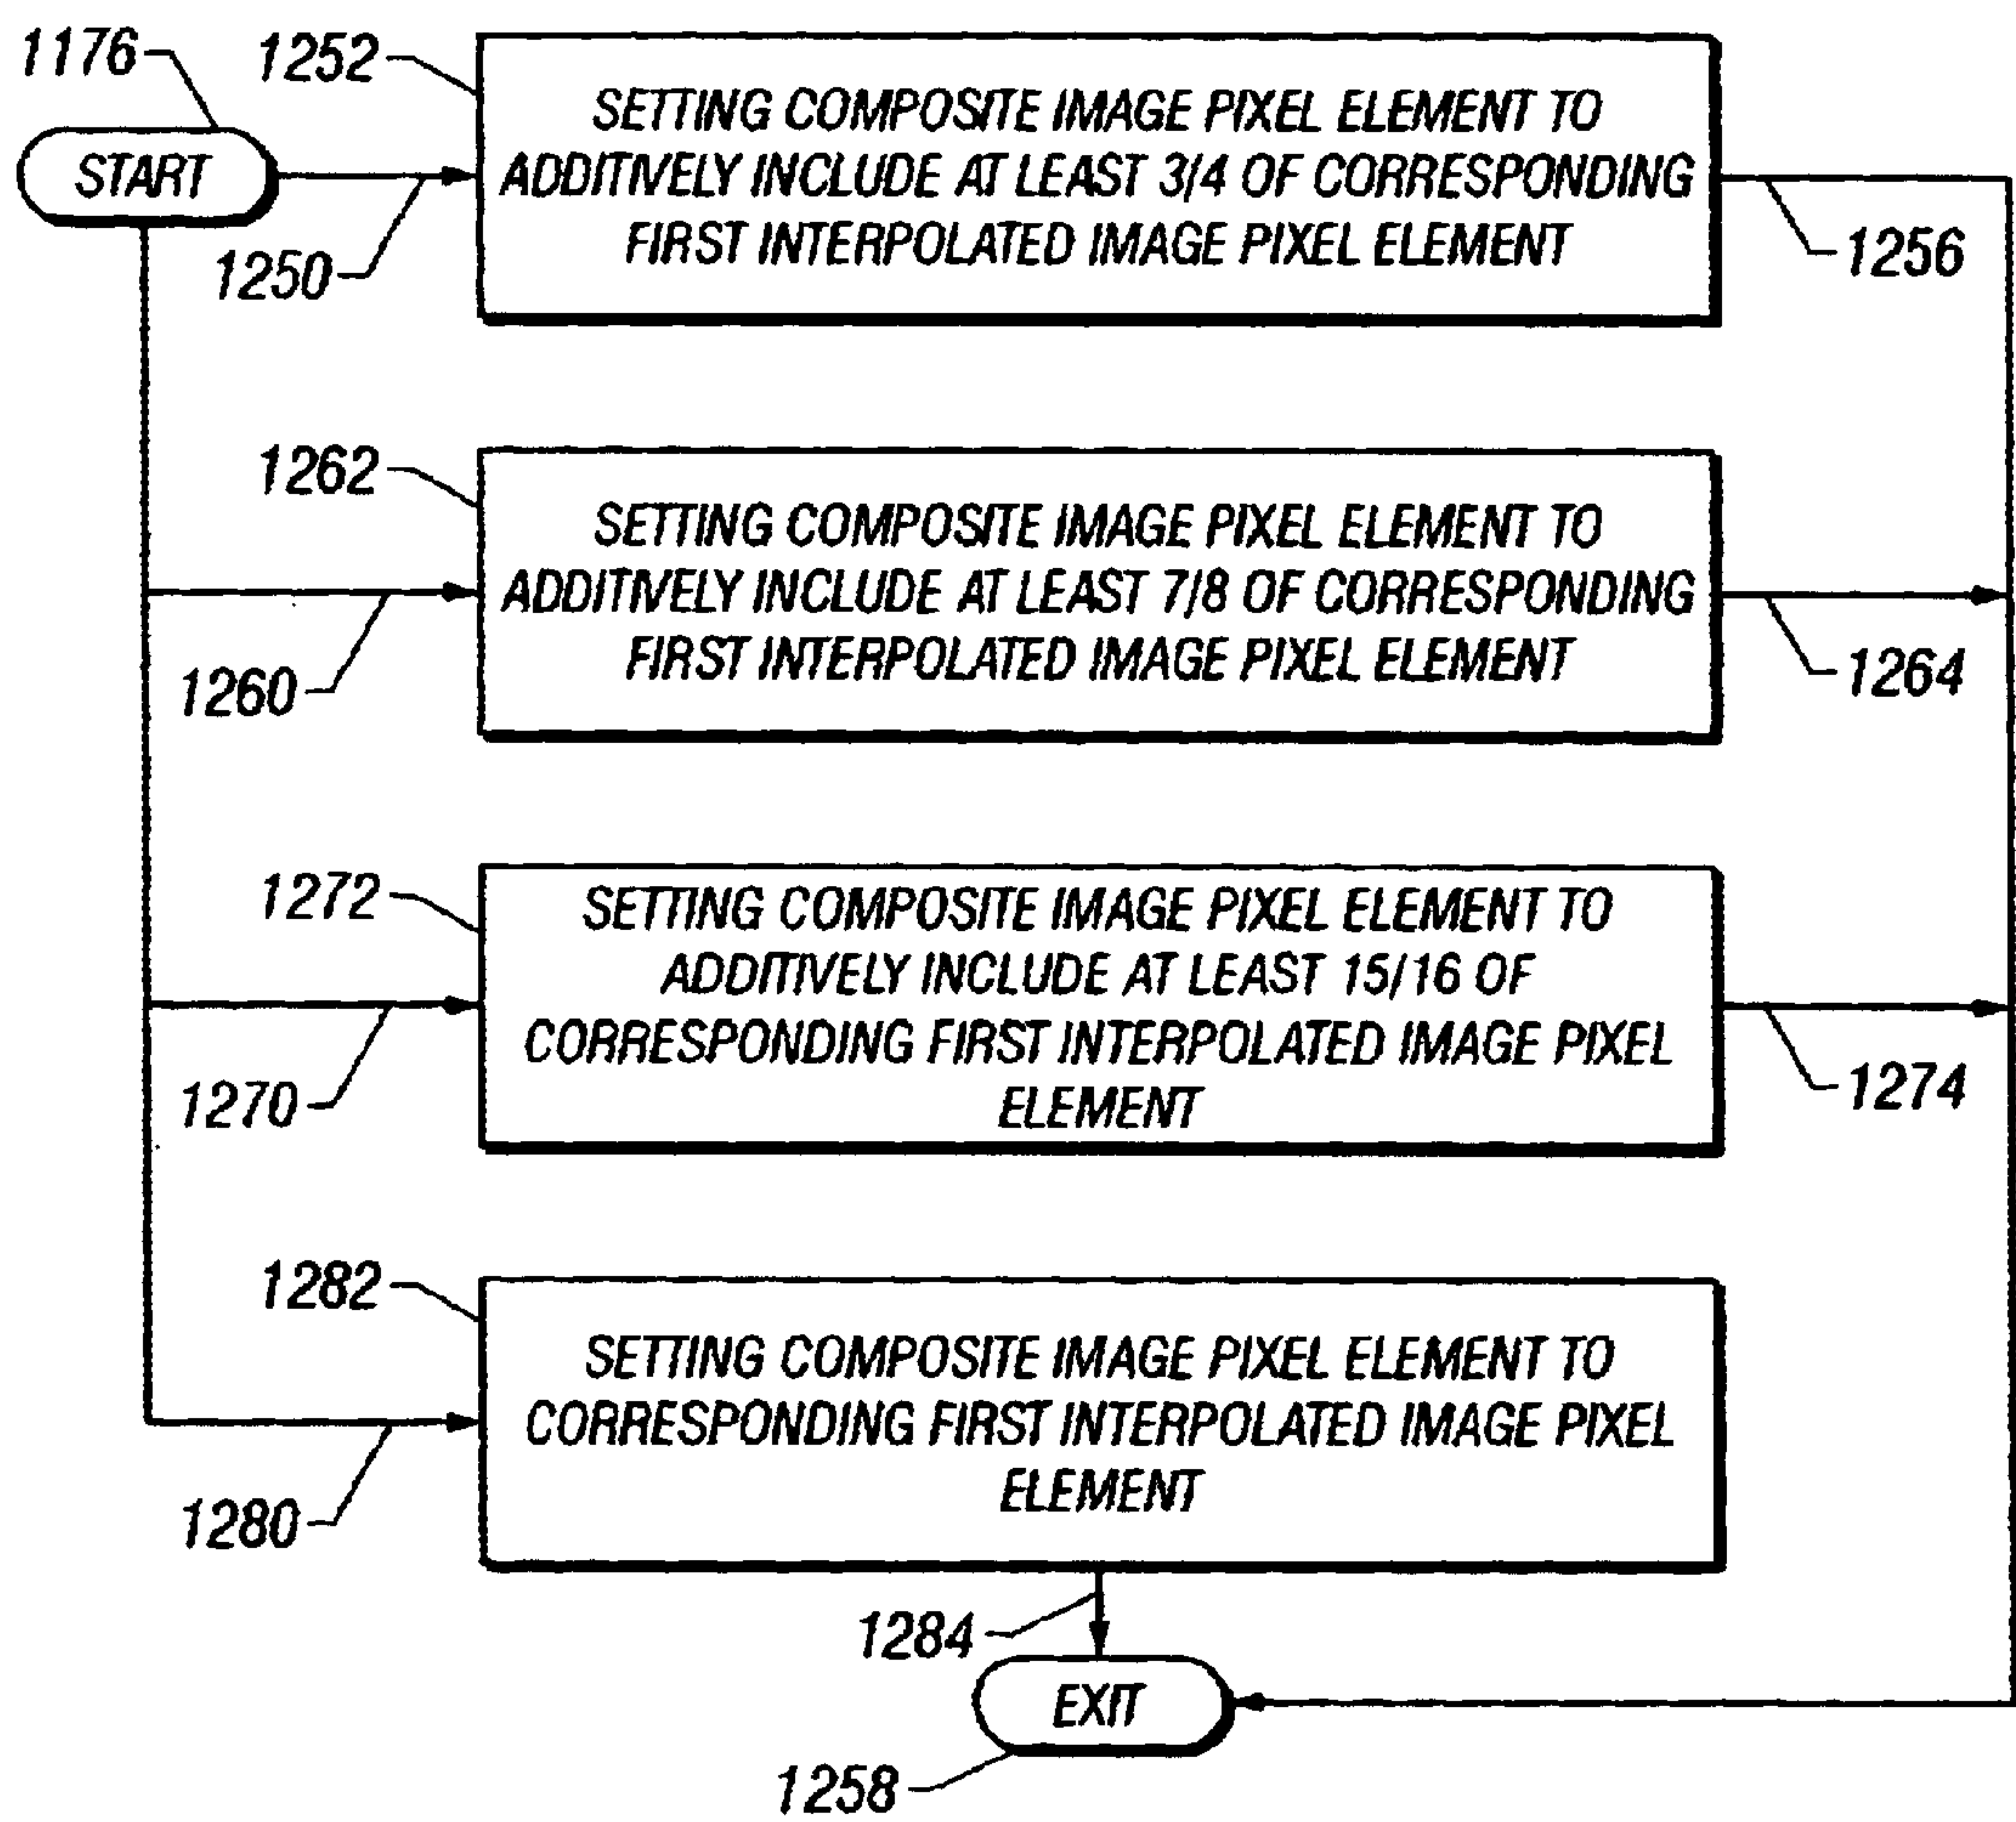 1176
1252
START
SETTING COMPOSITE IMAGE PIXEL ELEMENT TO
ADDITIVELY INCLUDE AT LEAST 3/4 OF CORRESPONDING
FIRST INTERPOLATED IMAGE PIXEL ELEMENT
1250
1256
1262
SETTING COMPOSITE IMAGE PIXEL ELEMENT TO
ADDITIVELY INCLUDE AT LEAST 7/8 OF CORRESPONDING
FIRST INTERPOLATED IMAGE PIXEL ELEMENT
1260
1264
1272
SETTING COMPOSITE IMAGE PIXEL ELEMENT TO
ADDITIVELY INCLUDE AT LEAST 15/16 OF
CORRESPONDING FIRST INTERPOLATED IMAGE PIXEL
ELEMENT
1270
1274
1282
SETTING COMPOSITE IMAGE PIXEL ELEMENT TO
CORRESPONDING FIRST INTERPOLATED IMAGE PIXEL
ELEMENT
1280
1284
EXIT
1258